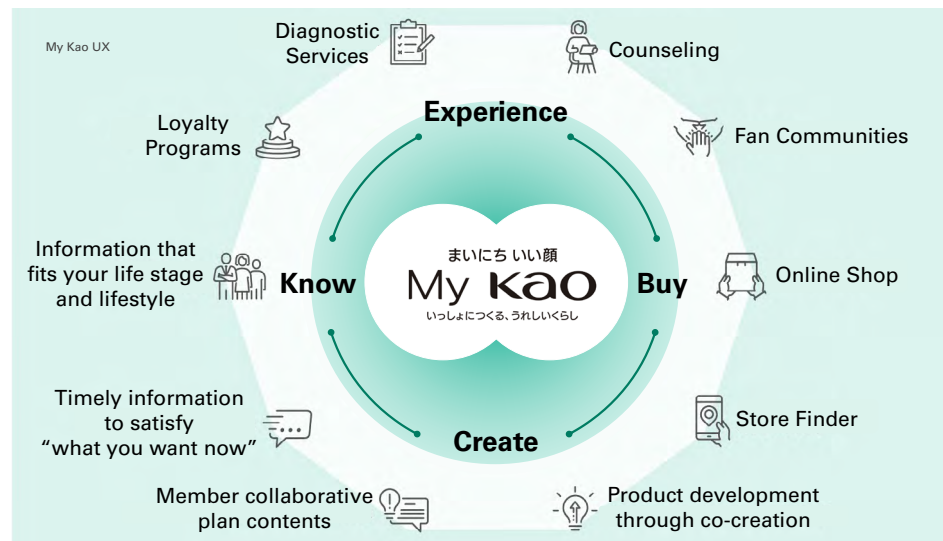 My Kao UX
Diagnostic
Services
Counseling
Loyalty
Programs
Experience
Fan Communities
Information that
fits your life stage
and lifestyle
Know
まいにち いい顔
My Kao
いっしょにつくる、うれしいくらし
Buy
Online Shop
Timely information
to satisfy
“what you want now”
Create
Store Finder
Member collaborative
plan contents
Product development
through co-creation